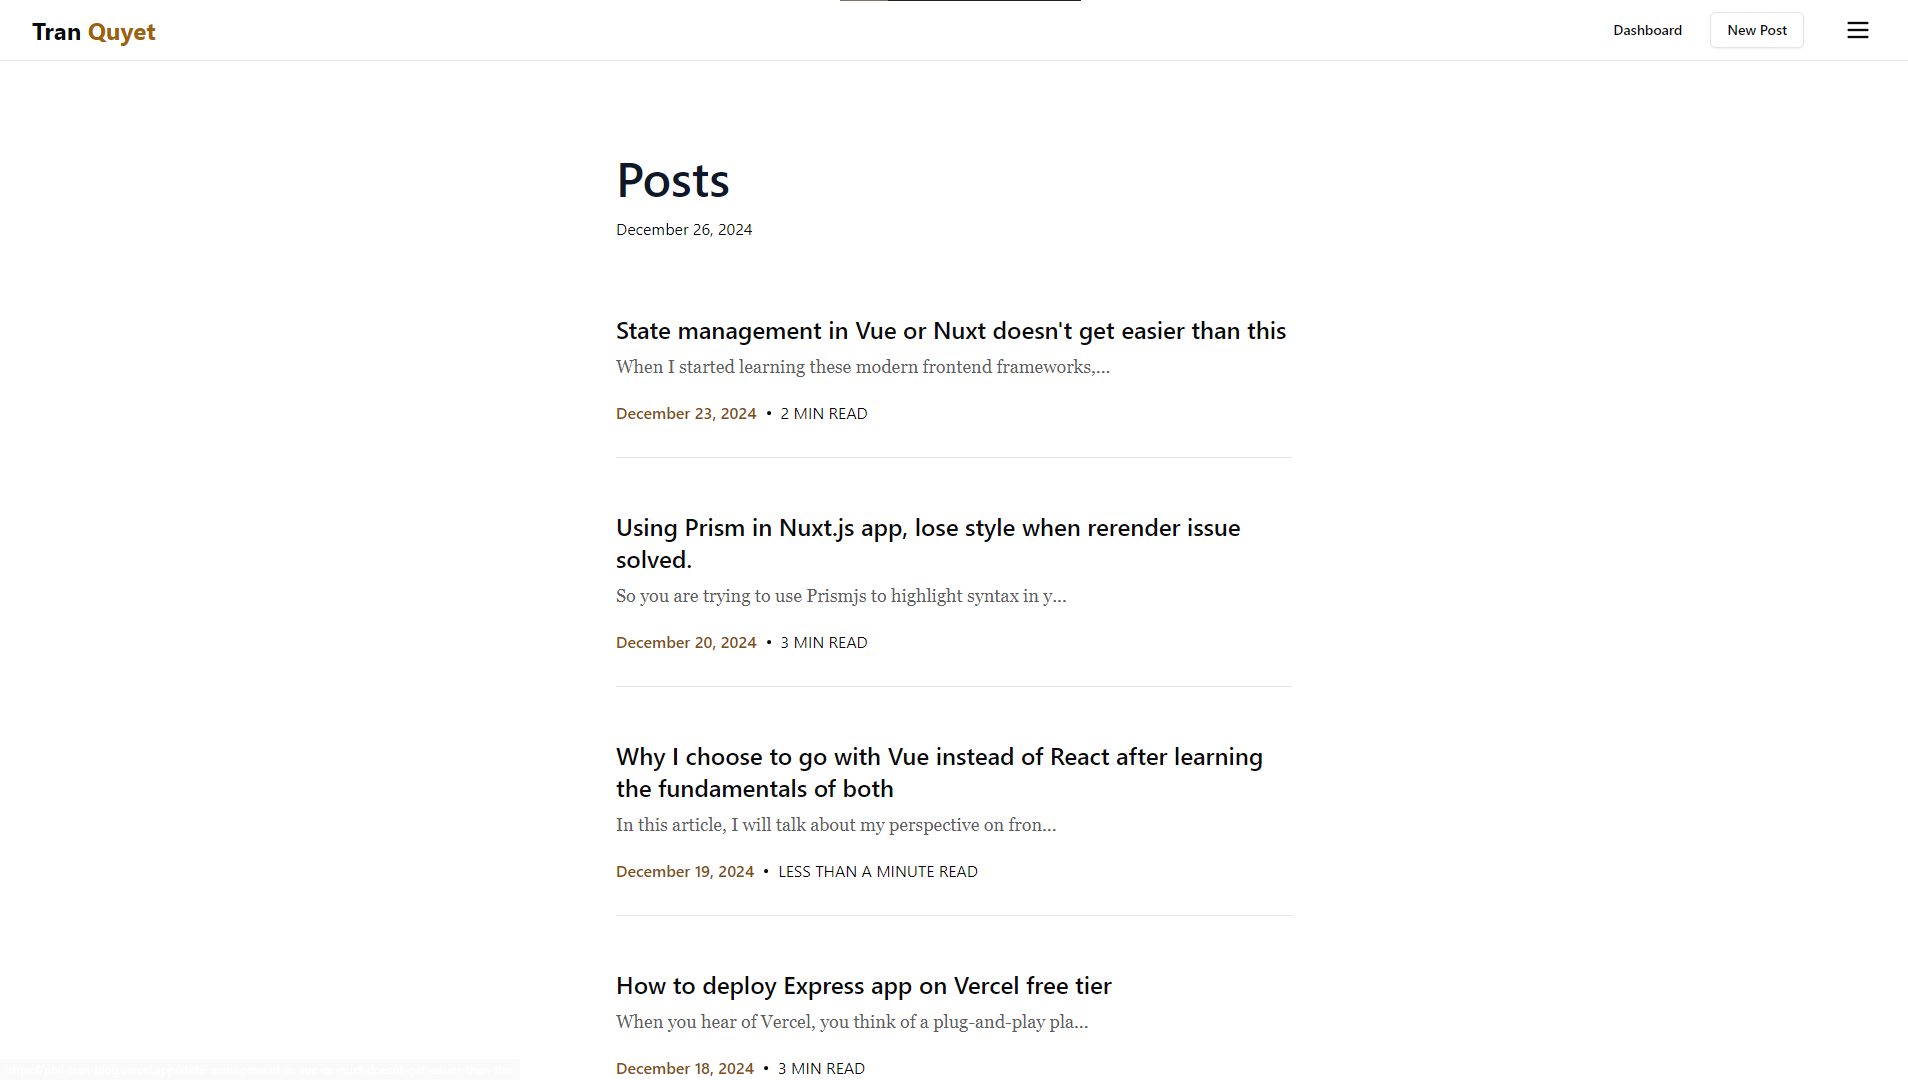 Tran Quyet
Dashboard
New Post
Posts
December 26, 2024
State management in Vue or Nuxt doesn't get easier than this
When I started learning these modern frontend frameworks,...
December 23, 2024 • 2 MIN READ
Using Prism in Nuxt.js app, lose style when rerender issue
solved.
So you are trying to use Prismjs to highlight syntax in y...
December 20, 2024 • 3 MIN READ
Why I choose to go with Vue instead of React after learning
the fundamentals of both
In this article, I will talk about my perspective on fron...
December 19, 2024 • LESS THAN A MINUTE READ
How to deploy Express app on Vercel free tier
When you hear of Vercel, you think of a plug-and-play pla...
December 18, 2024 • 3 MIN READ